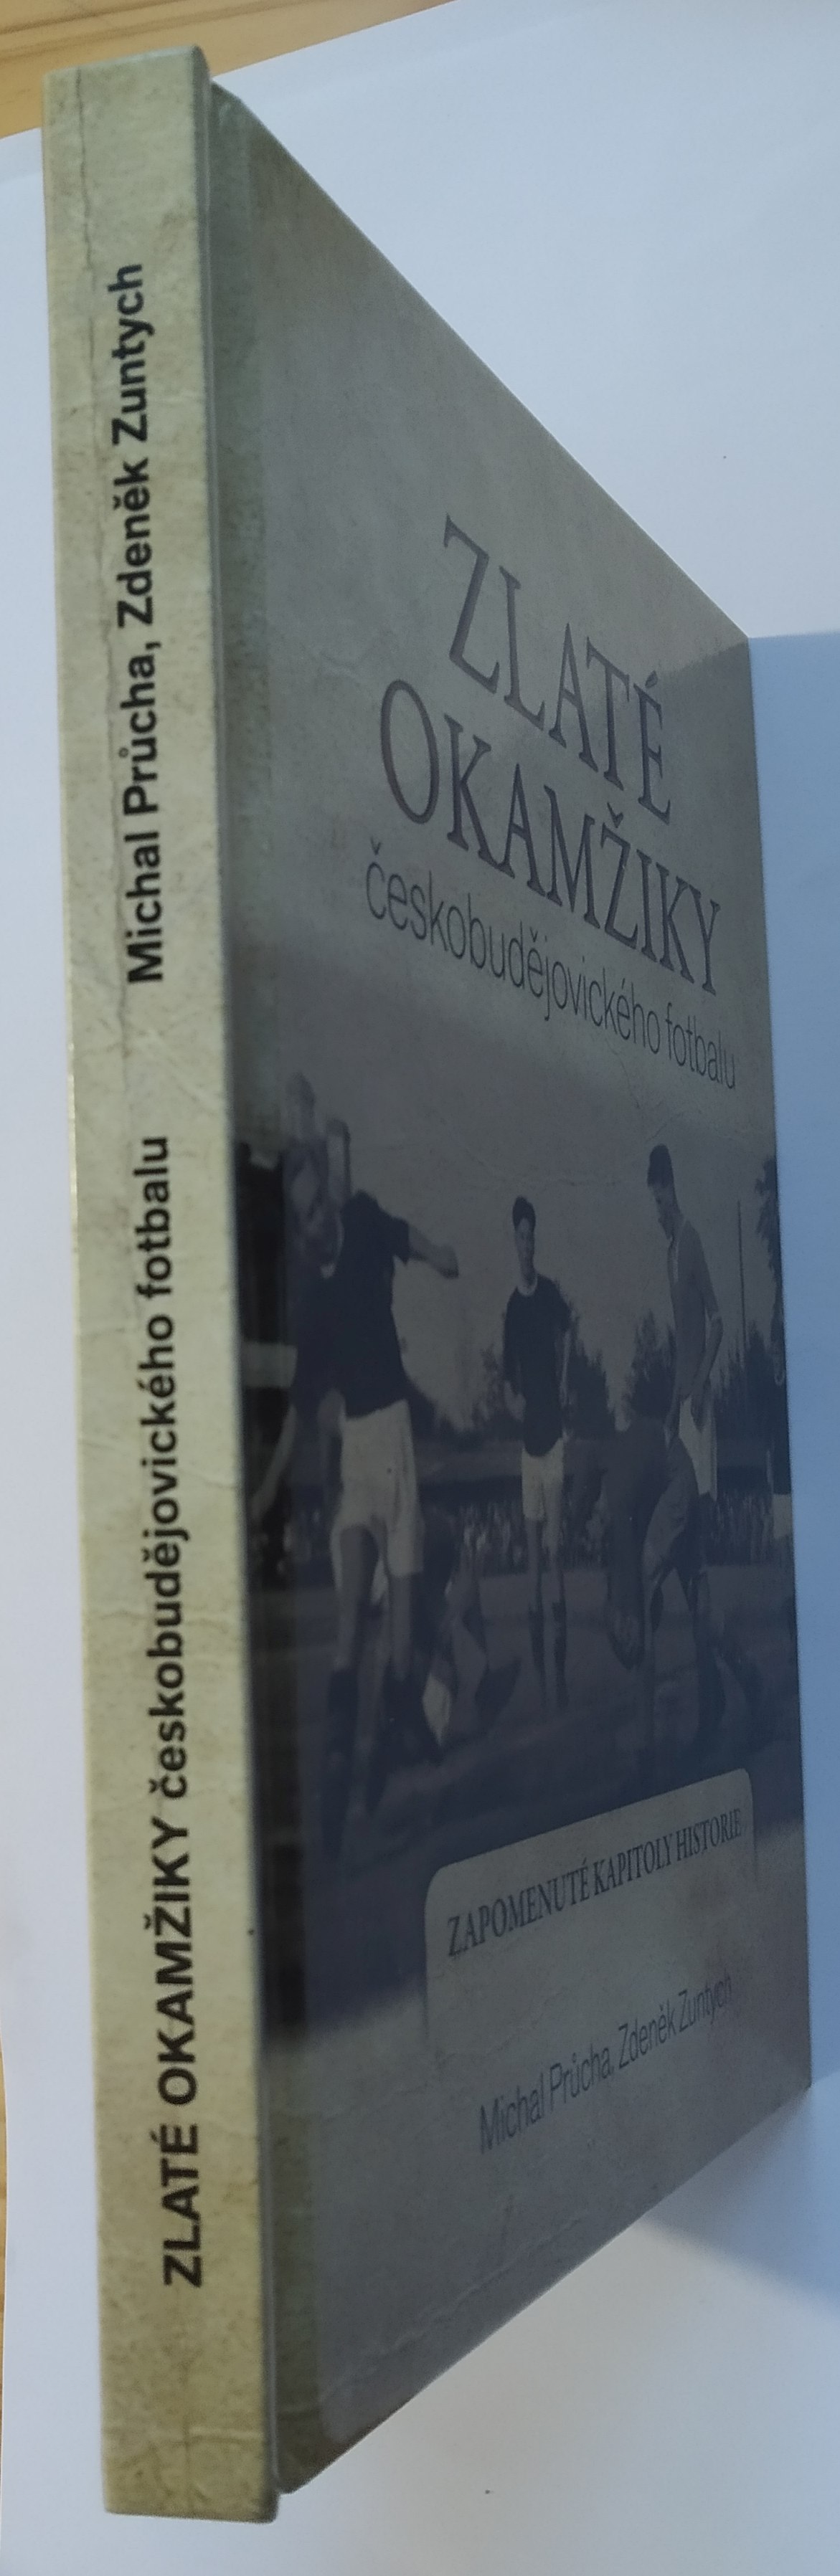 ZLATÉ OKAMŽIKY českobudějovického fotbalu Michal Průcha, Zdeněk Zuntych
ZLATÉ
OKAMŽIKY
českobudějovického fotbalu
ZAPOMENUTÉ KAPITOLY HISTORIE
Michal Průcha, Zdeněk Zuntych